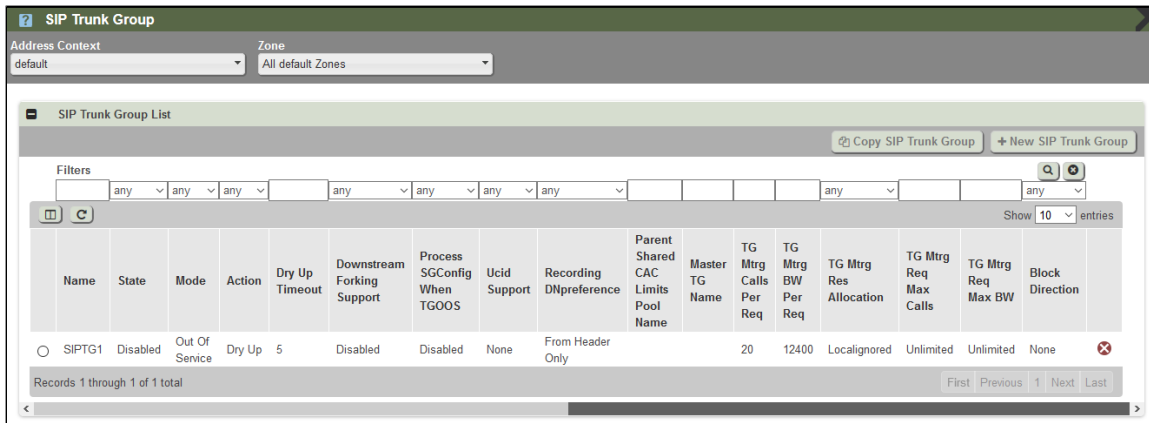 ? SIP Trunk Group
Address Context Zone
default All default Zones
SIP Trunk Group List
Copy SIP Trunk Group + New SIP Trunk Group
Filters
any any any any any any any any any
Show 10 entries
Name State Mode Action Dry Up Timeout Downstream Forking Support Process SGConfig When TGOOS Ucid Support Recording DNpreference Parent Shared CAC Limits Pool Name Master TG Name TG Mtrg Calls Per Req TG Mtrg BW Per Req TG Mtrg Res Allocation TG Mtrg Req Max Calls TG Mtrg Req Max BW Block Direction
SIPTG1 Disabled Out Of Service Dry Up 5 Disabled Disabled None From Header Only 20 12400 Localignored Unlimited Unlimited None
Records 1 through 1 of 1 total First Previous 1 Next Last